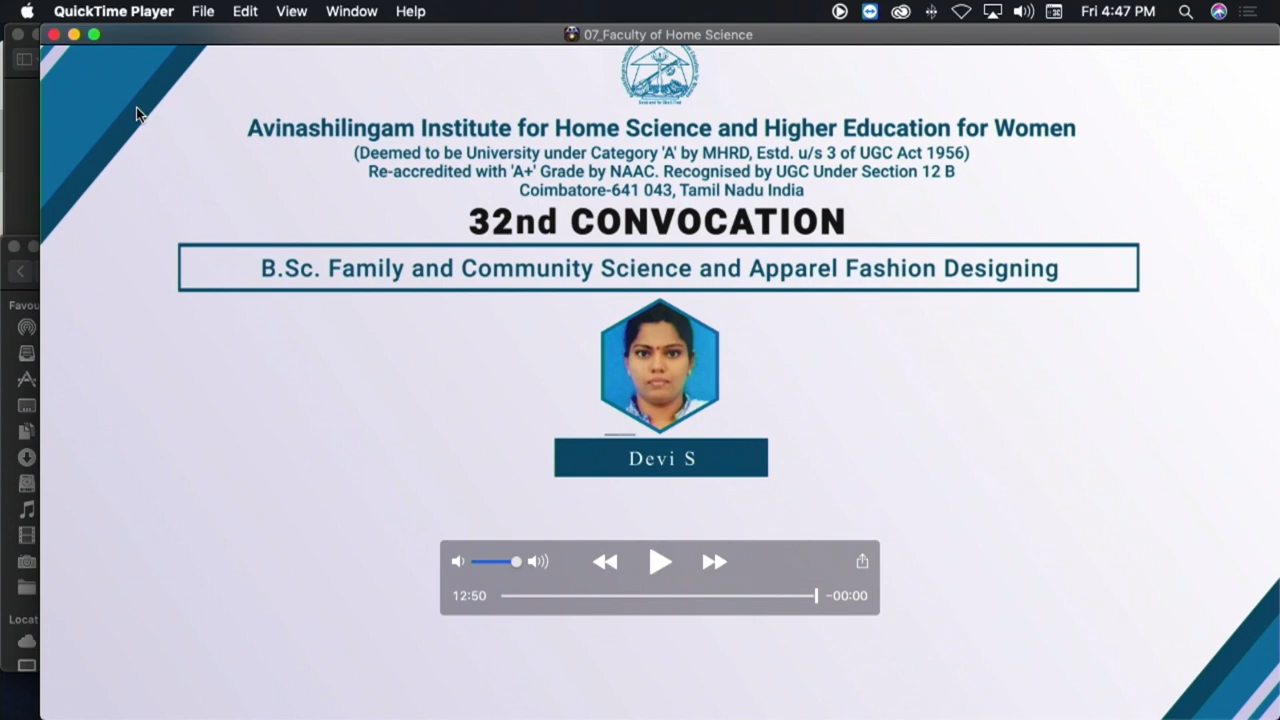 QuickTime Player File Edit View Window Help Fri 4:47 PM
07_Faculty of Home Science
Avinashilingam Institute for Home Science and Higher Education for Women
(Deemed to be University under Category 'A' by MHRD, Estd. u/s 3 of UGC Act 1956)
Re-accredited with 'A+' Grade by NAAC. Recognised by UGC Under Section 12 B
Coimbatore-641 043, Tamil Nadu India
32nd CONVOCATION
B.Sc. Family and Community Science and Apparel Fashion Designing
Favou
Devi S
12:50 -00:00
Locat